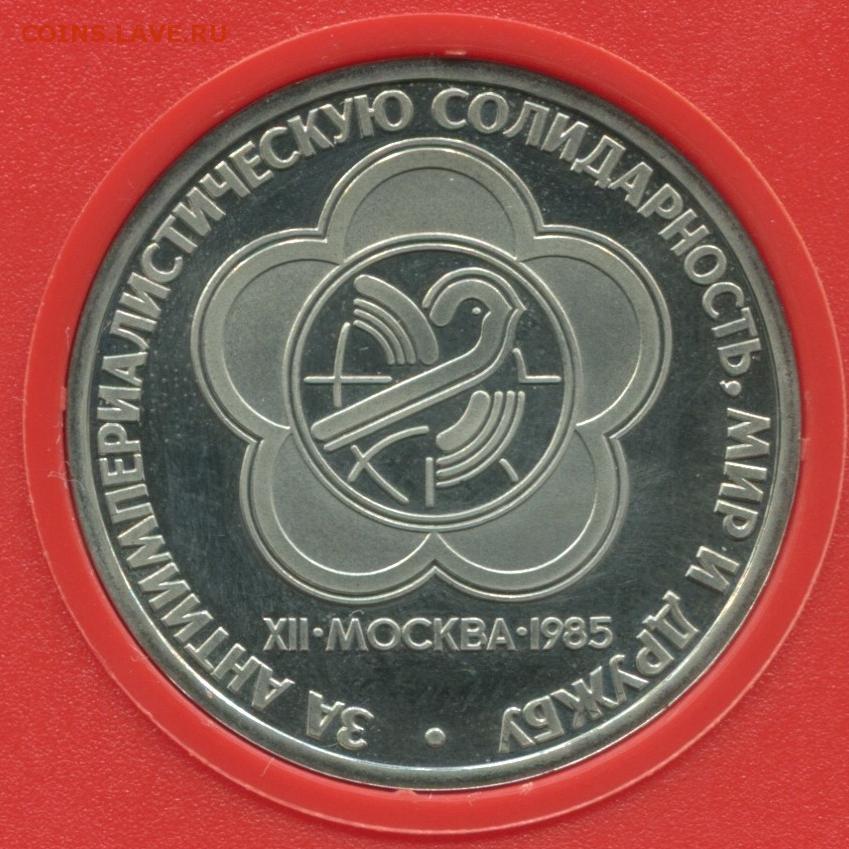 COINS.LAVE.RU
ЗА АНТИИМПЕРИАЛИСТИЧЕСКУЮ СОЛИДАРНОСТЬ, МИР И ДРУЖБУ •
XII·МОСКВА·1985